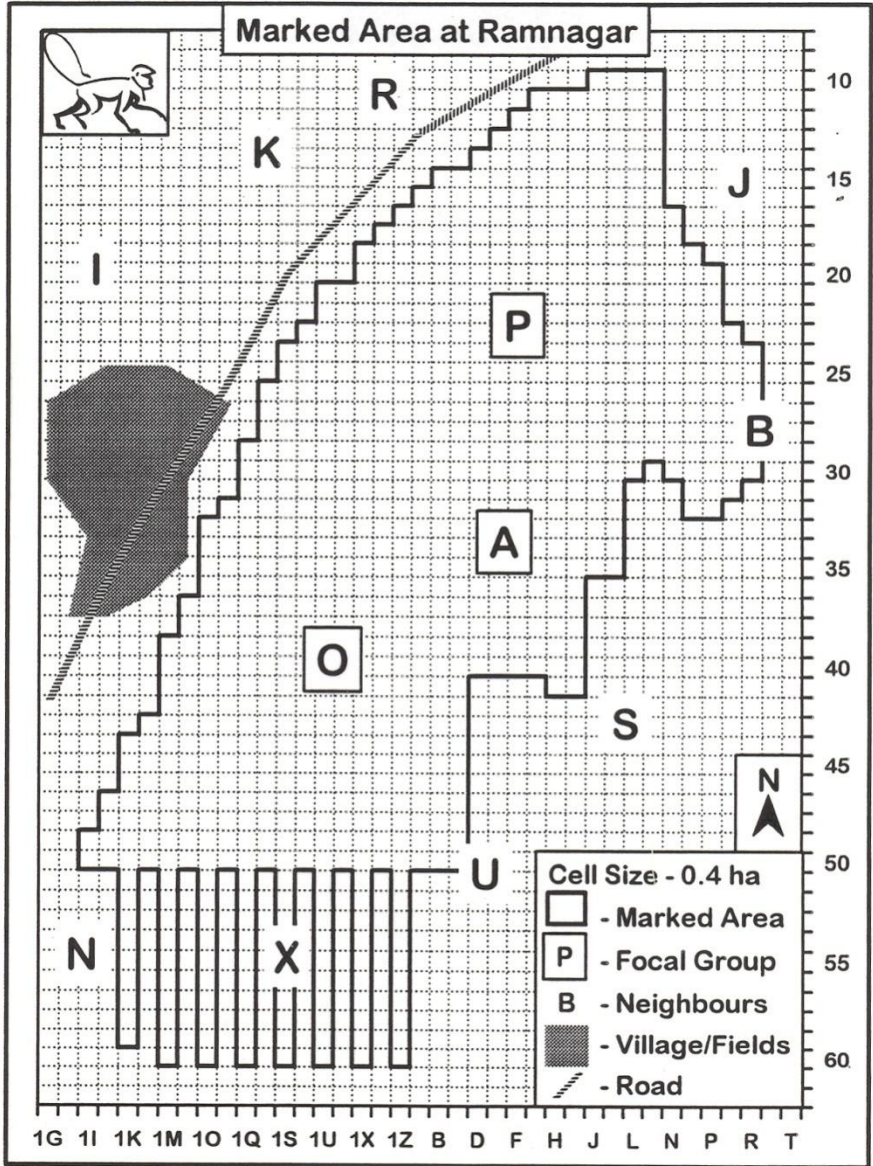 Marked Area at Ramnagar
R
10
K
J
15
I
20
P
25
B
30
A
35
O
40
S
45
N
50
U
Cell Size - 0.4 ha
- Marked Area
N
X
55
P - Focal Group
B - Neighbours
- Village/Fields
60
- Road
1G 1I 1K 1M 1O 1Q 1S 1U 1X 1Z B D F H J L N P R T